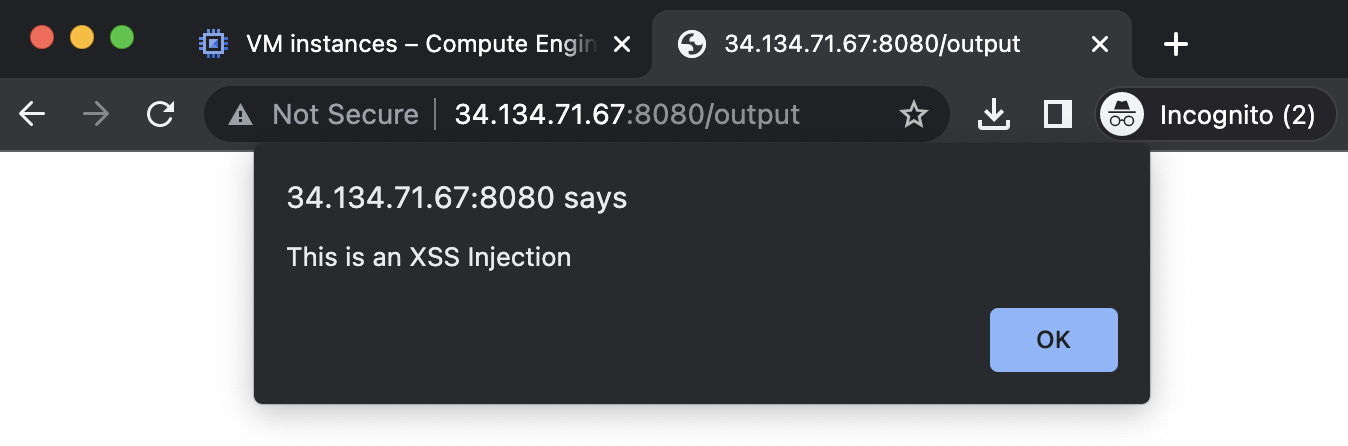 VM instances – Compute Engin
34.134.71.67:8080/output
Not Secure
34.134.71.67:8080/output
Incognito (2)
34.134.71.67:8080 says
This is an XSS Injection
OK